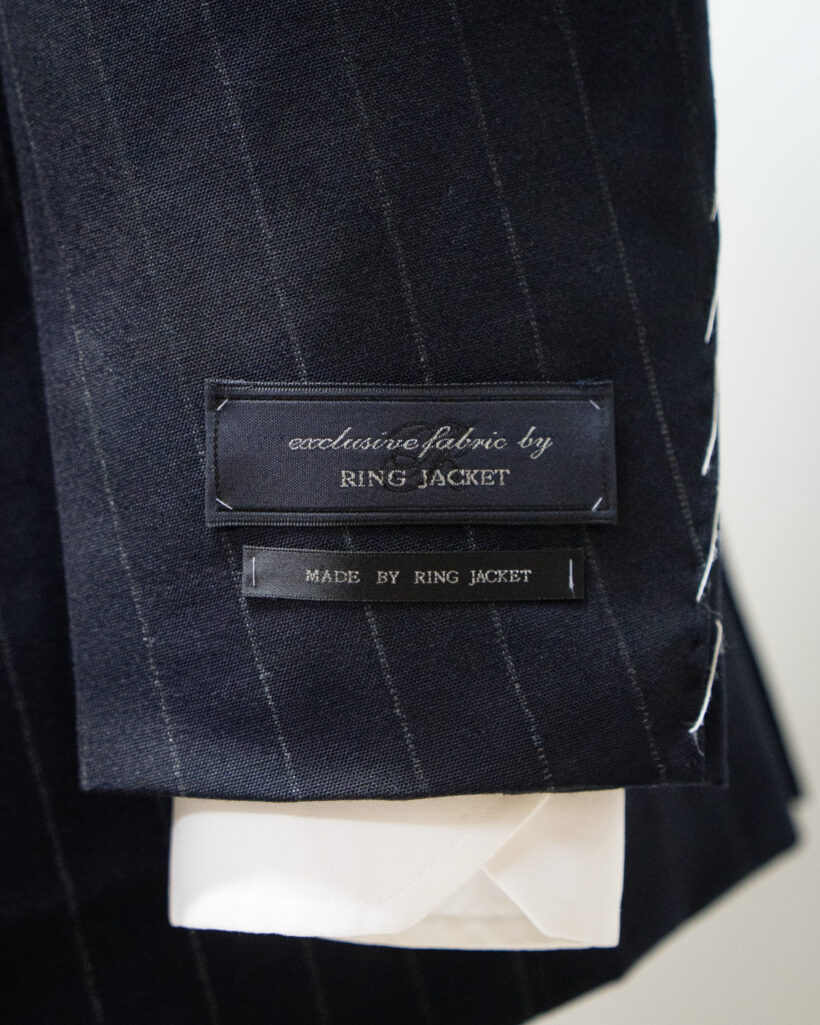 exclusive fabric by
RING JACKET
MADE BY RING JACKET